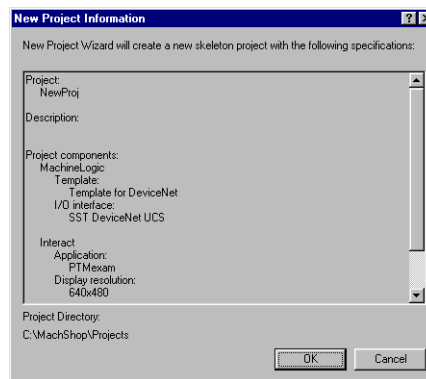 New Project Information
New Project Wizard will create a new skeleton project with the following specifications:
Project:
NewProj
Description:
Project components:
MachineLogic
Template:
Template for DeviceNet
I/O interface:
SST DeviceNet UCS
Interact
Application:
PTMexam
Display resolution:
640x480
Project Directory:
C:\MachShop\Projects
OK
Cancel